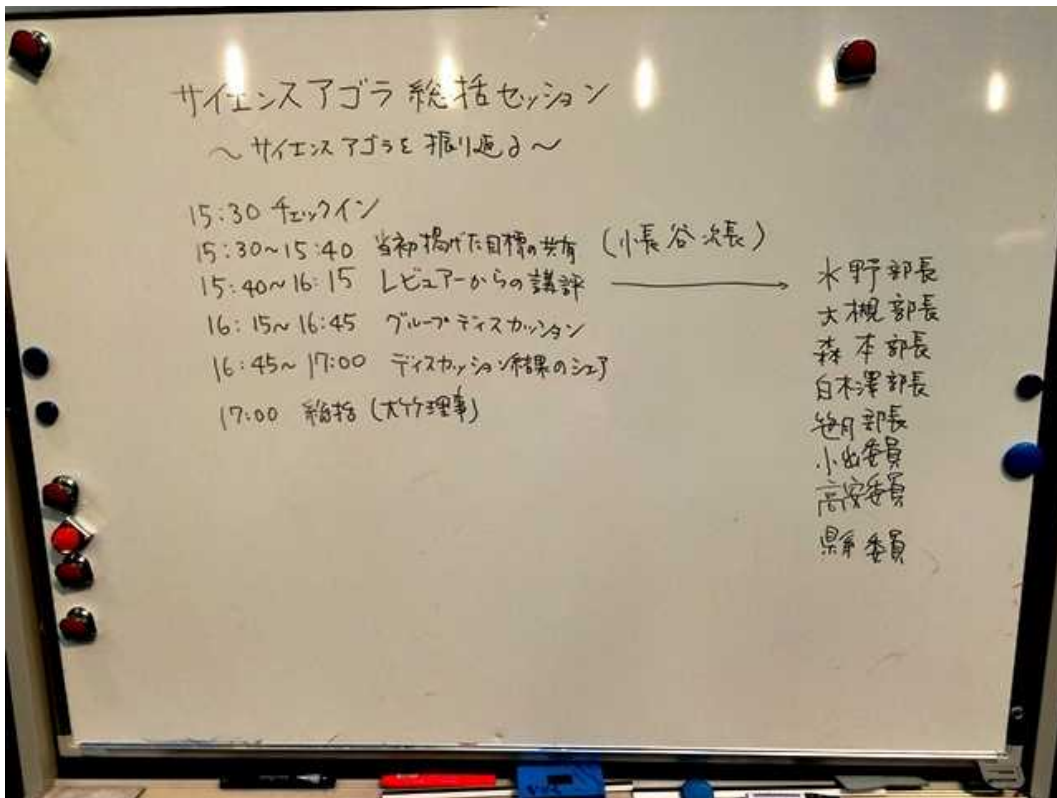 サイエンスアゴラ 総括セッション
～サイエンスアゴラを振り返る～
15:30 チェックイン
15:30～15:40 当初掲げた目標の共有 (小長谷次長)
15:40～16:15 レビュアーからの講評
16:15～16:45 グループディスカッション
16:45～17:00 ディスカッション結果のシェア
17:00 総括 (大竹理事)
水野部長
大槻部長
森本部長
白木澤部長
笹月部長
小出委員
高安委員
縣委員